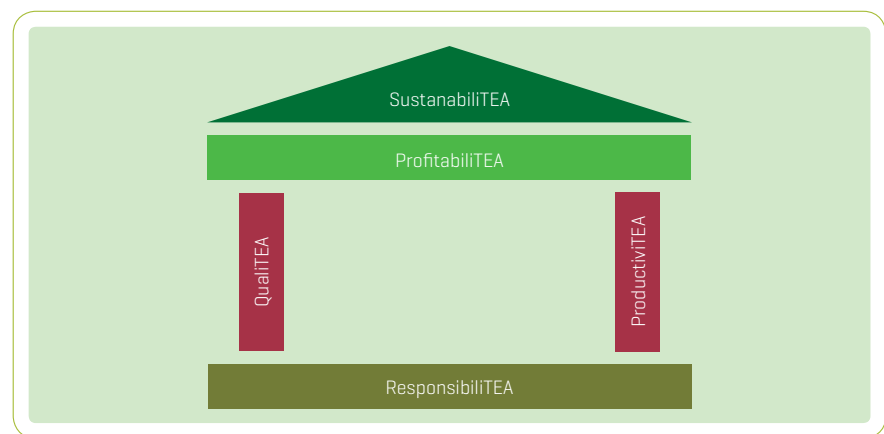 SustanabiliTEA
ProfitabiliTEA
QualiTEA
ProductiviTEA
ResponsibiliTEA